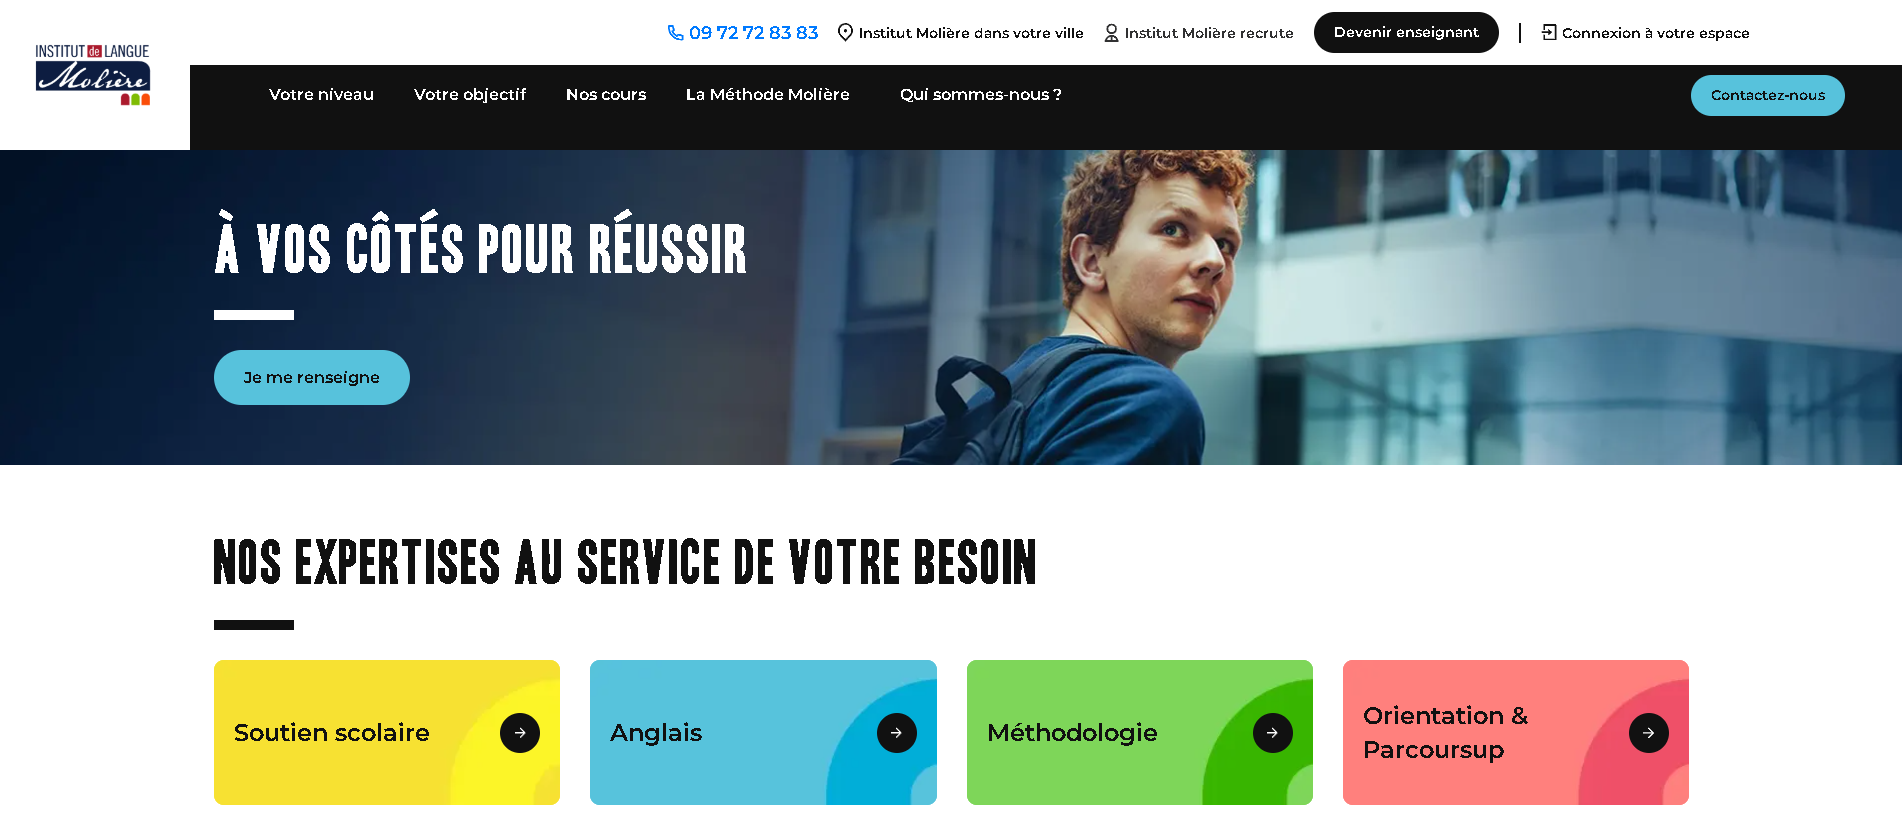 INSTITUT de LANGUE
Molière
09 72 72 83 83
Institut Molière dans votre ville
Institut Molière recrute
Devenir enseignant
Connexion à votre espace
Votre niveau
Votre objectif
Nos cours
La Méthode Molière
Qui sommes-nous ?
Contactez-nous
À VOS CÔTÉS POUR RÉUSSIR
Je me renseigne
NOS EXPERTISES AU SERVICE DE VOTRE BESOIN
Soutien scolaire
Anglais
Méthodologie
Orientation &
Parcoursup